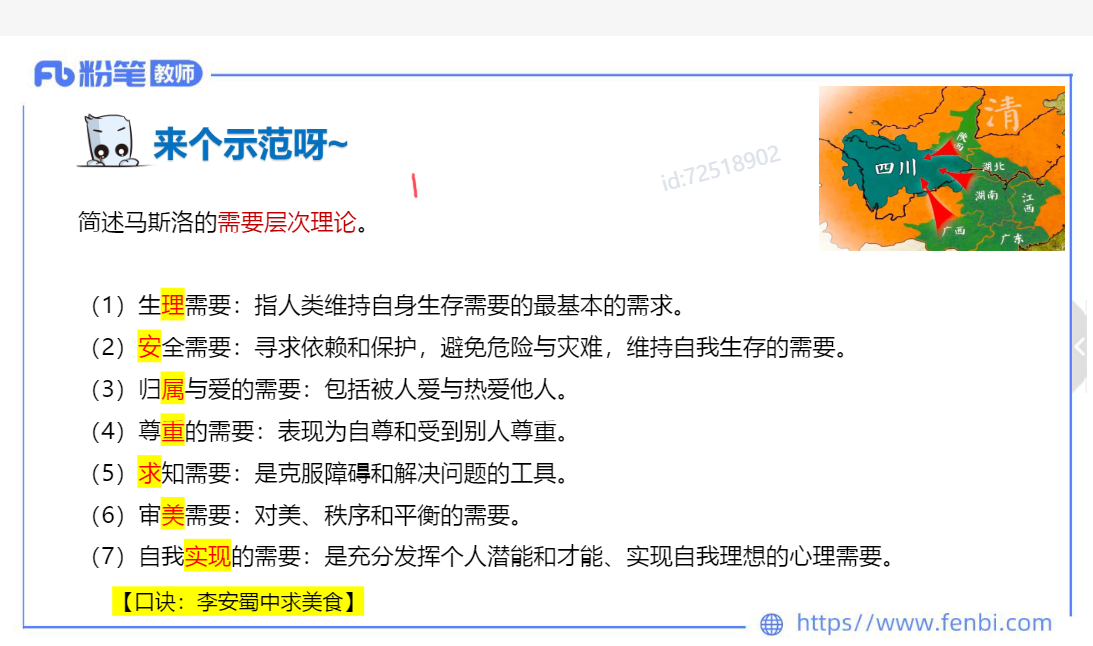 粉笔教师
来个示范呀~
id:72518902
清
陕西
四川
湖北
湖南
江西
广西
广东
简述马斯洛的需要层次理论。
（1）生理需要：指人类维持自身生存需要的最基本的需求。
（2）安全需要：寻求依赖和保护，避免危险与灾难，维持自我生存的需要。
（3）归属与爱的需要：包括被人爱与热爱他人。
（4）尊重的需要：表现为自尊和受到别人尊重。
（5）求知需要：是克服障碍和解决问题的工具。
（6）审美需要：对美、秩序和平衡的需要。
（7）自我实现的需要：是充分发挥个人潜能和才能、实现自我理想的心理需要。
【口诀：李安蜀中求美食】
https//www.fenbi.com